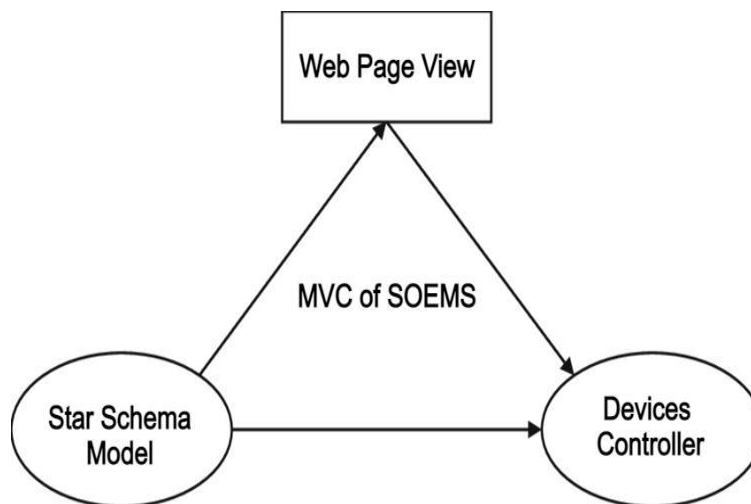 Web Page View
MVC of SOEMS
Star Schema
Model
Devices
Controller